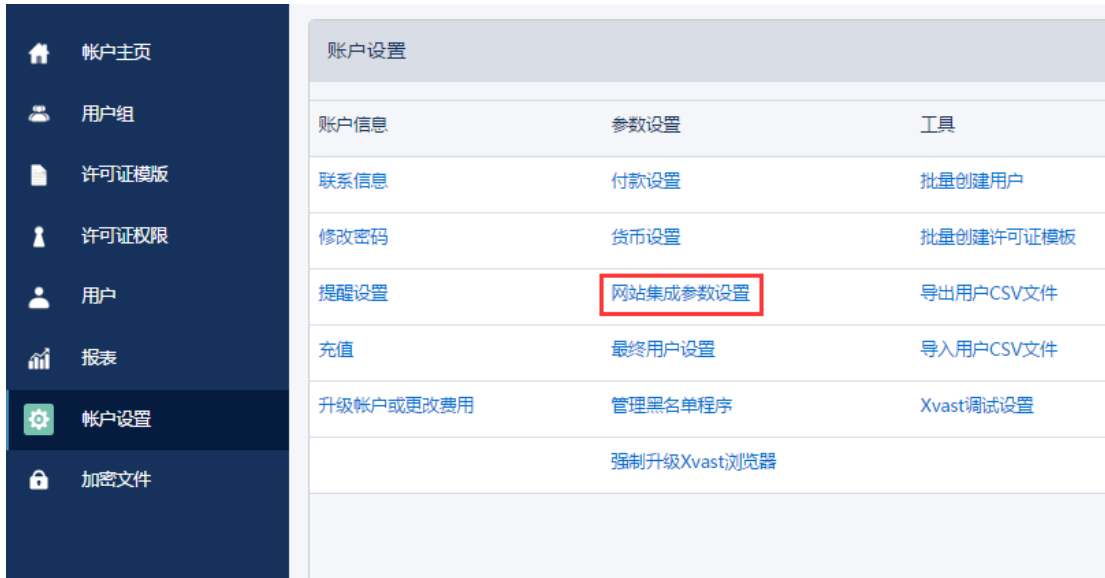 帐户主页
用户组
许可证模版
许可证权限
用户
报表
帐户设置
加密文件
账户设置
账户信息 参数设置 工具
联系信息 付款设置 批量创建用户
修改密码 货币设置 批量创建许可证模板
提醒设置 网站集成参数设置 导出用户CSV文件
充值 最终用户设置 导入用户CSV文件
升级帐户或更改费用 管理黑名单程序 Xvast调试设置
强制升级Xvast浏览器